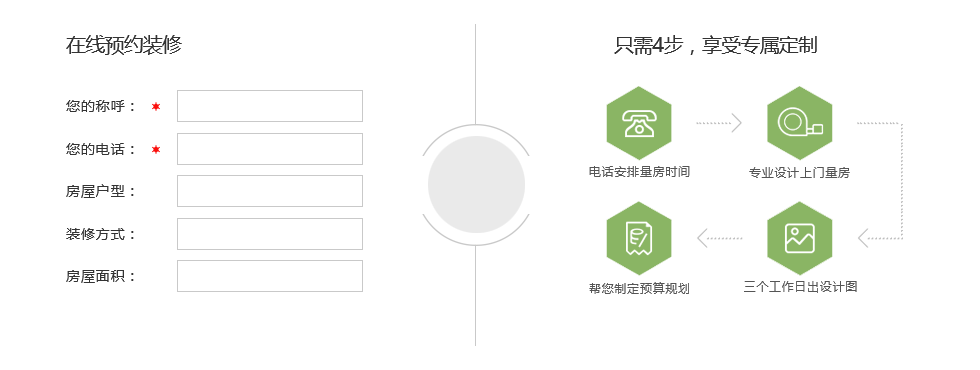 在线预约装修
您的称呼：
您的电话：
房屋户型：
装修方式：
房屋面积：
只需4步，享受专属定制
电话安排量房时间
专业设计上门量房
帮您制定预算规划
三个工作日出设计图